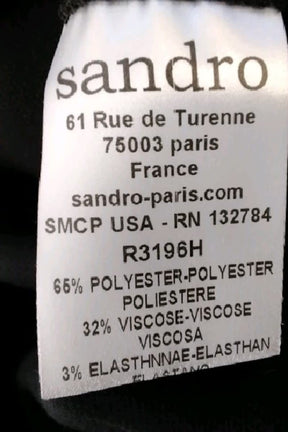 sandro
61 Rue de Turenne
75003 paris
France
sandro-paris.com
SMCP USA - RN 132784
R3196H
65% POLYESTER-POLYESTER
POLIESTERE
32% VISCOSE-VISCOSE
VISCOSA
3% ELASTHNNAE-ELASTHAN